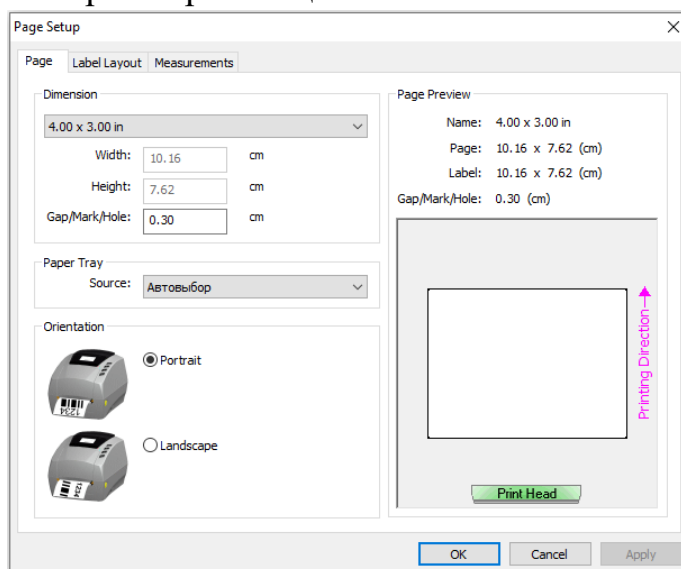 Page Setup
Page
Label Layout
Measurements
Dimension
4.00 x 3.00 in
Width: 10.16 cm
Height: 7.62 cm
Gap/Mark/Hole: 0.30 cm
Paper Tray
Source: Автовыбор
Orientation
1234
Portrait
1234
Landscape
Page Preview
Name: 4.00 x 3.00 in
Page: 10.16 x 7.62 (cm)
Label: 10.16 x 7.62 (cm)
Gap/Mark/Hole: 0.30 (cm)
Printing Direction
Print Head
OK
Cancel
Apply